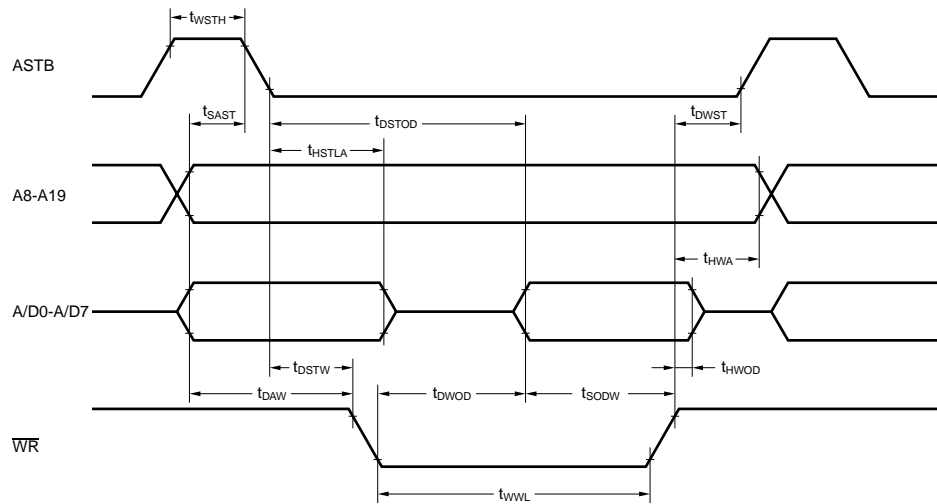 tWSTH
ASTB
tSAST
tDSTOD
tDWST
tHSTLA
A8-A19
tHWA
A/D0-A/D7
tDSTW
tHWOD
tDAW
tDWOD
tSODW
WR
tWWL